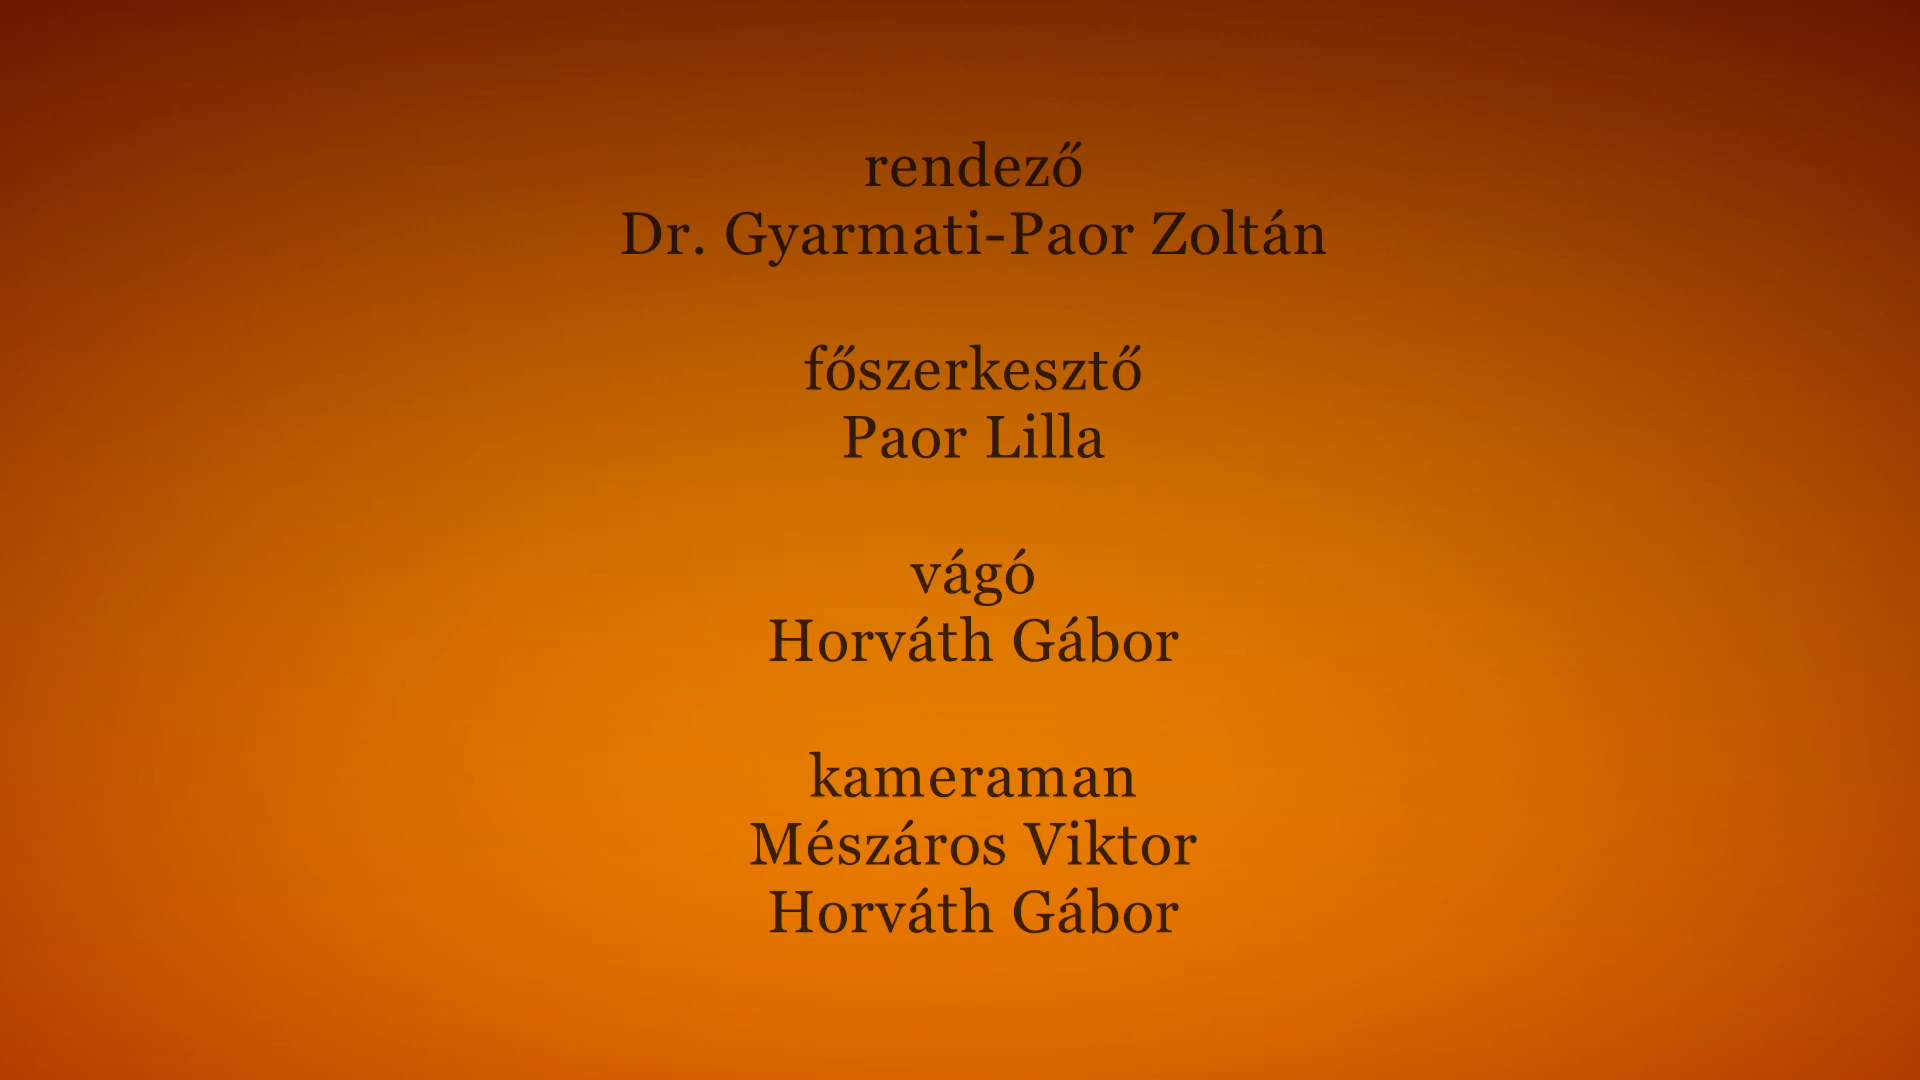 rendező
Dr. Gyarmati-Paor Zoltán
főszerkesztő
Paor Lilla
vágó
Horváth Gábor
kameraman
Mészáros Viktor
Horváth Gábor